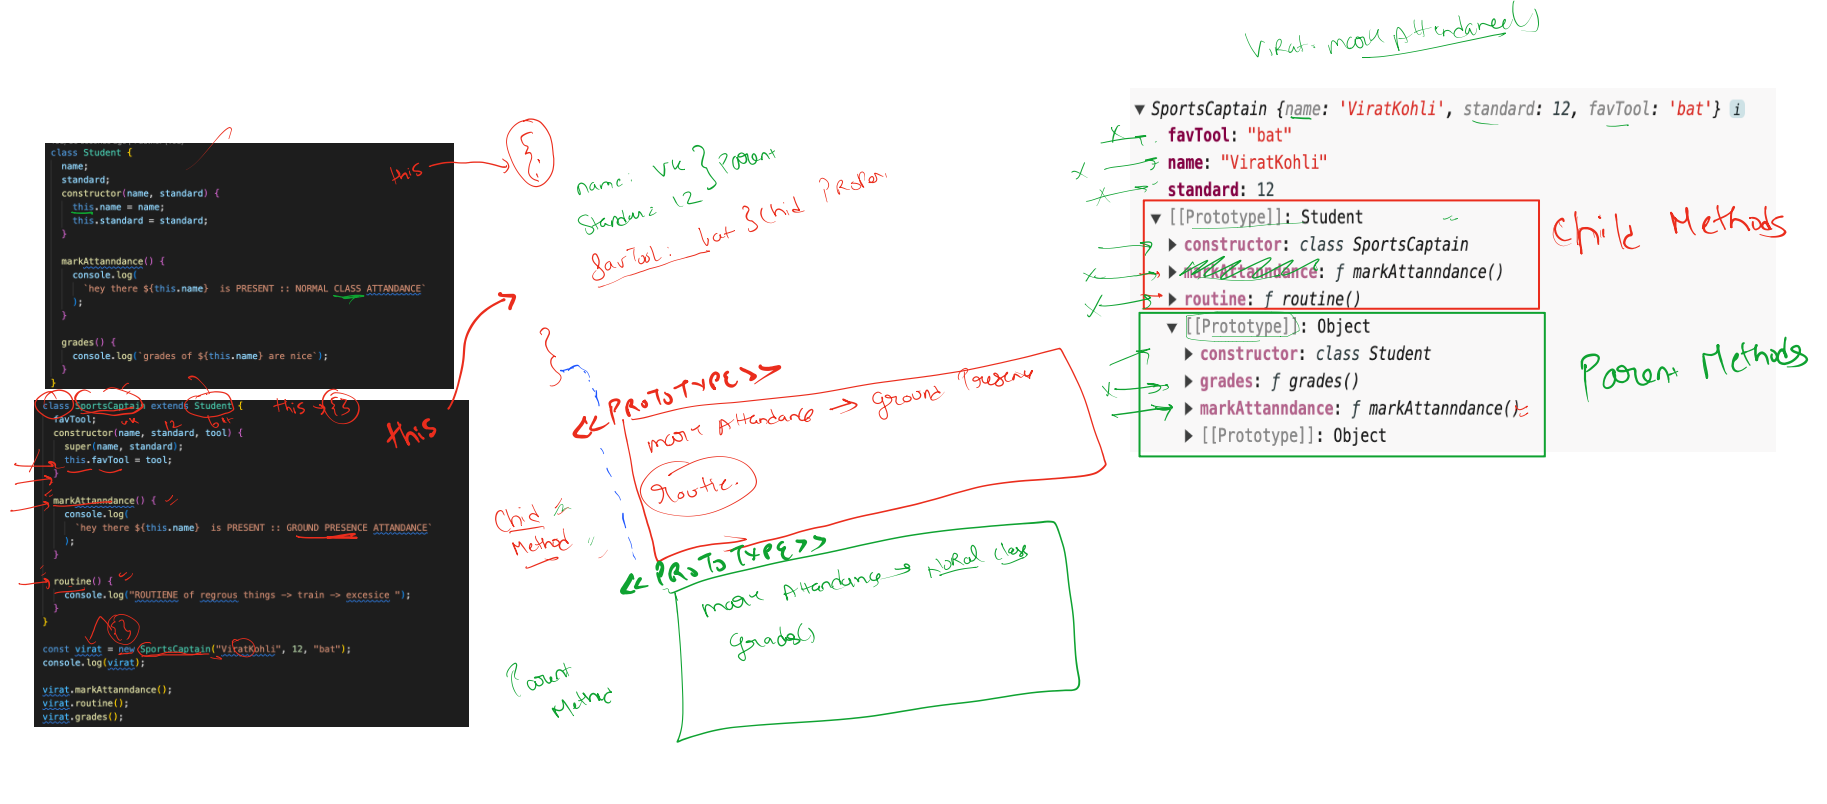 class Student {
name;
standard;
constructor(name, standard) {
this.name = name;
this.standard = standard;
}
markAttanndance() {
console.log(
`hey there ${this.name}  is PRESENT :: NORMAL CLASS ATTANDANCE`
);
}
grades() {
console.log(`grades of ${this.name} are nice`);
}
}
class SportsCaptain extends Student {
favTool;
constructor(name, standard, tool) {
super(name, standard);
this.favTool = tool;
}
markAttanndance() {
console.log(
`hey there ${this.name}  is PRESENT :: GROUND PRESENCE ATTANDANCE`
);
}
routine() {
console.log("ROUTIENE of regrous things -> train -> excesice ");
}
}
const virat = new SportsCaptain("ViratKohli", 12, "bat");
console.log(virat);
virat.markAttanndance();
virat.routine();
virat.grades();
this → {}
vk 12 bat
{}
this
{
name: VK } Parent
Standard 12
favTool: bat } Child Proper.
this
}
<<PROTOTYPE>>
mark Attendance → Ground Presence
Routie.
Child
Method
<<PROTOTYPE>>
mark Attendance → NoRal Class
Grades()
Parent
Method
ViRat. mark Attendance()
SportsCaptain {name: 'ViratKohli', standard: 12, favTool: 'bat'} i
favTool: "bat"
name: "ViratKohli"
standard: 12
[[Prototype]]: Student
constructor: class SportsCaptain
markAttanndance: ƒ markAttanndance()
routine: ƒ routine()
Chile Methods
[[Prototype]]: Object
constructor: class Student
grades: ƒ grades()
markAttanndance: ƒ markAttanndance()
[[Prototype]]: Object
Parent Methods